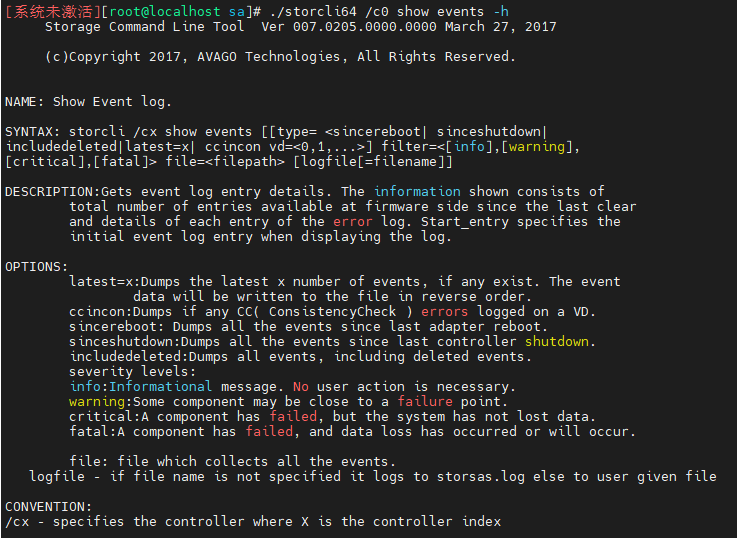 [系统未激活][root@localhost sa]# ./storcli64 /c0 show events -h
Storage Command Line Tool  Ver 007.0205.0000.0000 March 27, 2017
(c)Copyright 2017, AVAGO Technologies, All Rights Reserved.
NAME: Show Event log.
SYNTAX: storcli /cx show events [[type= <sincereboot| sinceshutdown|
includedeleted|latest=x| ccincon vd=<0,1,...>] filter=<[info],[warning],
[critical],[fatal]> file=<filepath> [logfile[=filename]]
DESCRIPTION:Gets event log entry details. The information shown consists of
total number of entries available at firmware side since the last clear
and details of each entry of the error log. Start_entry specifies the
initial event log entry when displaying the log.
OPTIONS:
latest=x:Dumps the latest x number of events, if any exist. The event
data will be written to the file in reverse order.
ccincon:Dumps if any CC( ConsistencyCheck ) errors logged on a VD.
sincereboot: Dumps all the events since last adapter reboot.
sinceshutdown:Dumps all the events since last controller shutdown.
includedeleted:Dumps all events, including deleted events.
severity levels:
info:Informational message. No user action is necessary.
warning:Some component may be close to a failure point.
critical:A component has failed, but the system has not lost data.
fatal:A component has failed, and data loss has occurred or will occur.
file: file which collects all the events.
logfile - if file name is not specified it logs to storsas.log else to user given file
CONVENTION:
/cx - specifies the controller where X is the controller index